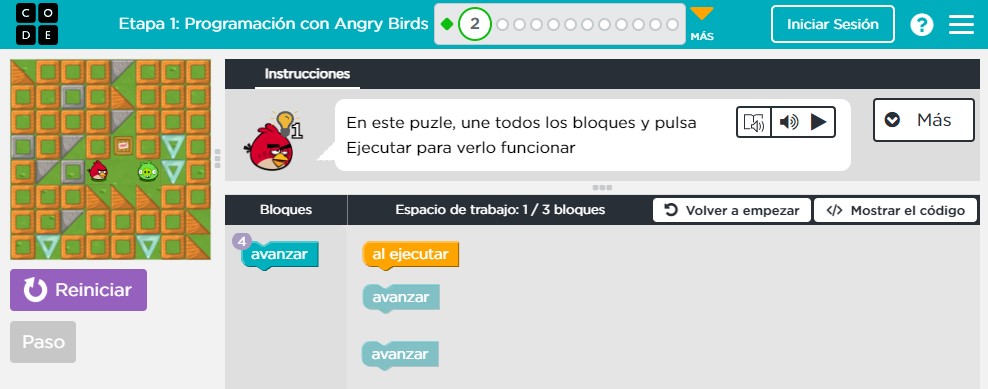 C O
D E
Etapa 1: Programación con Angry Birds
2
MÁS
Iniciar Sesión
?
Instrucciones
1
En este puzle, une todos los bloques y pulsa
Ejecutar para verlo funcionar
Más
Bloques
Espacio de trabajo: 1 / 3 bloques
Volver a empezar
</> Mostrar el código
4
avanzar
al ejecutar
avanzar
avanzar
Reiniciar
Paso